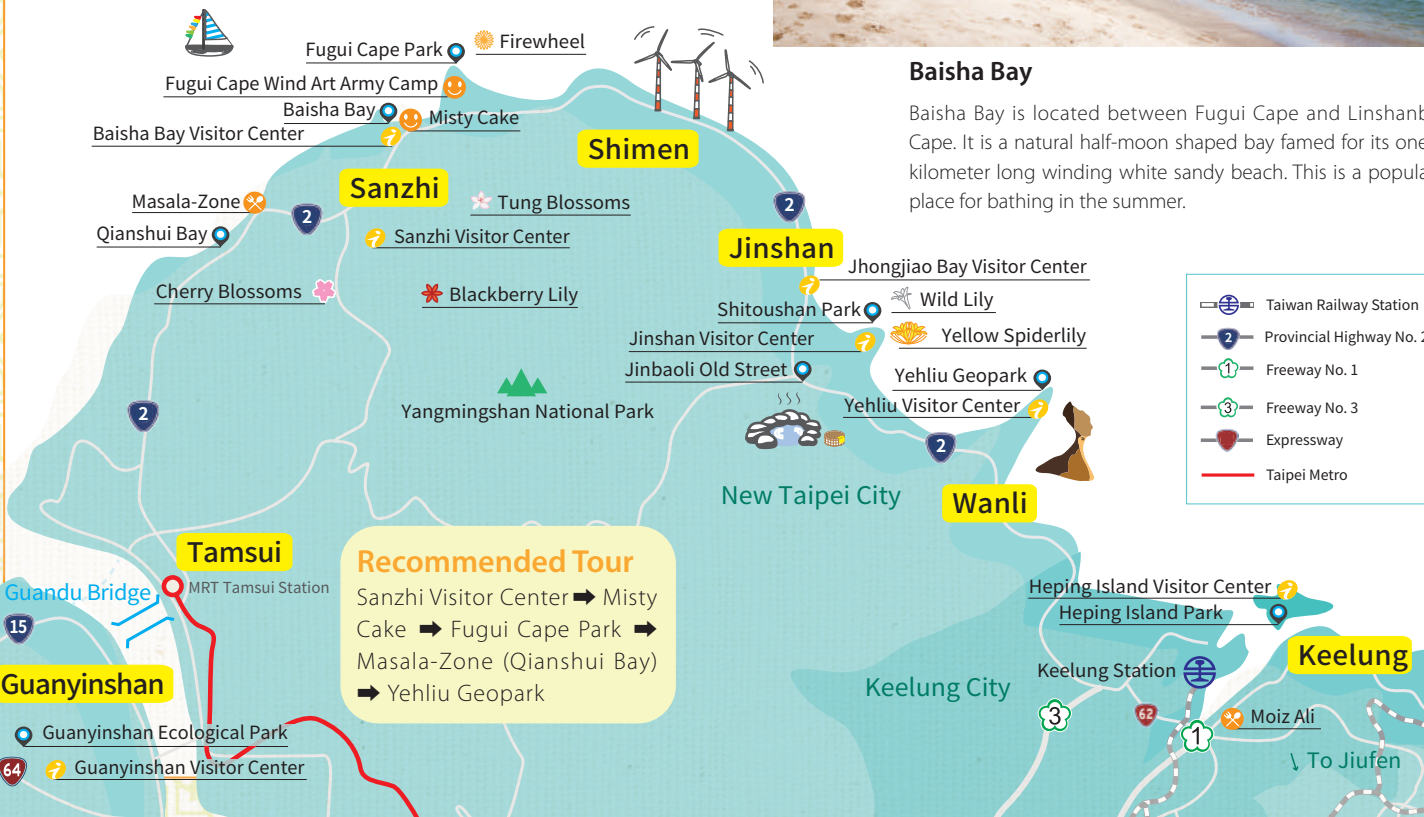 Fugui Cape Park
Firewheel
Fugui Cape Wind Art Army Camp
Baisha Bay
Misty Cake
Baisha Bay Visitor Center
Shimen
Sanzhi
Masala-Zone
2
Tung Blossoms
2
Qianshui Bay
Sanzhi Visitor Center
Jinshan
Jhongjiao Bay Visitor Center
Cherry Blossoms
Blackberry Lily
Wild Lily
Shitoushan Park
Jinshan Visitor Center
Yellow Spiderlily
Jinbaoli Old Street
Yehliu Geopark
Yangmingshan National Park
Yehliu Visitor Center
2
2
New Taipei City
Wanli
Baisha Bay
Baisha Bay is located between Fugui Cape and Linshanb
Cape. It is a natural half-moon shaped bay famed for its one
kilometer long winding white sandy beach. This is a popula
place for bathing in the summer.
Taiwan Railway Station
2
Provincial Highway No. 2
1
Freeway No. 1
3
Freeway No. 3
Expressway
Taipei Metro
Tamsui
MRT Tamsui Station
Guandu Bridge
15
Guanyinshan
Guanyinshan Ecological Park
64
Guanyinshan Visitor Center
Recommended Tour
Sanzhi Visitor Center ➡ Misty
Cake ➡ Fugui Cape Park ➡
Masala-Zone (Qianshui Bay)
➡ Yehliu Geopark
Heping Island Visitor Center
Heping Island Park
Keelung
Keelung Station
Keelung City
3
62
1
Moiz Ali
To Jiufen